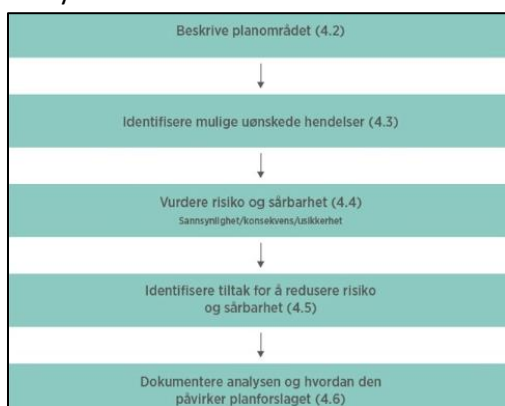 Beskrive planområdet (4.2)
Identifisere mulige uønskede hendelser (4.3)
Vurdere risiko og sårbarhet (4.4)
Sannsynlighet/konsekvens/usikkerhet
Identifisere tiltak for å redusere risiko
og sårbarhet (4.5)
Dokumentere analysen og hvordan den
påvirker planforslaget (4.6)